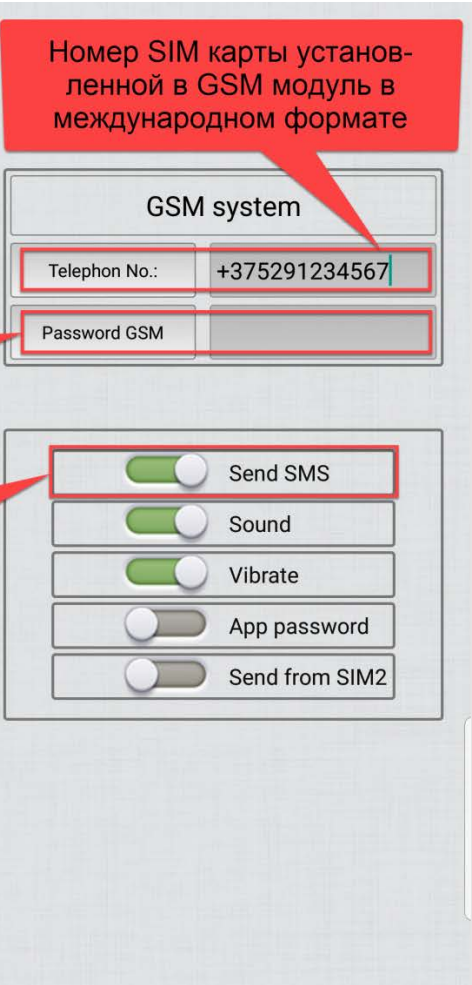 Номер SIM карты установ-
ленной в GSM модуль в
международном формате
GSM system
Telephon No.: +375291234567
Password GSM
Send SMS
Sound
Vibrate
App password
Send from SIM2